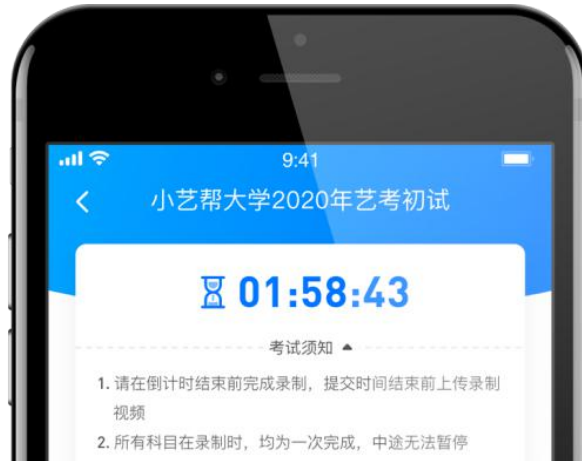 9:41
小艺帮大学2020年艺考初试
01:58:43
考试须知
1. 请在倒计时结束前完成录制，提交时间结束前上传录制
视频
2. 所有科目在录制时，均为一次完成，中途无法暂停